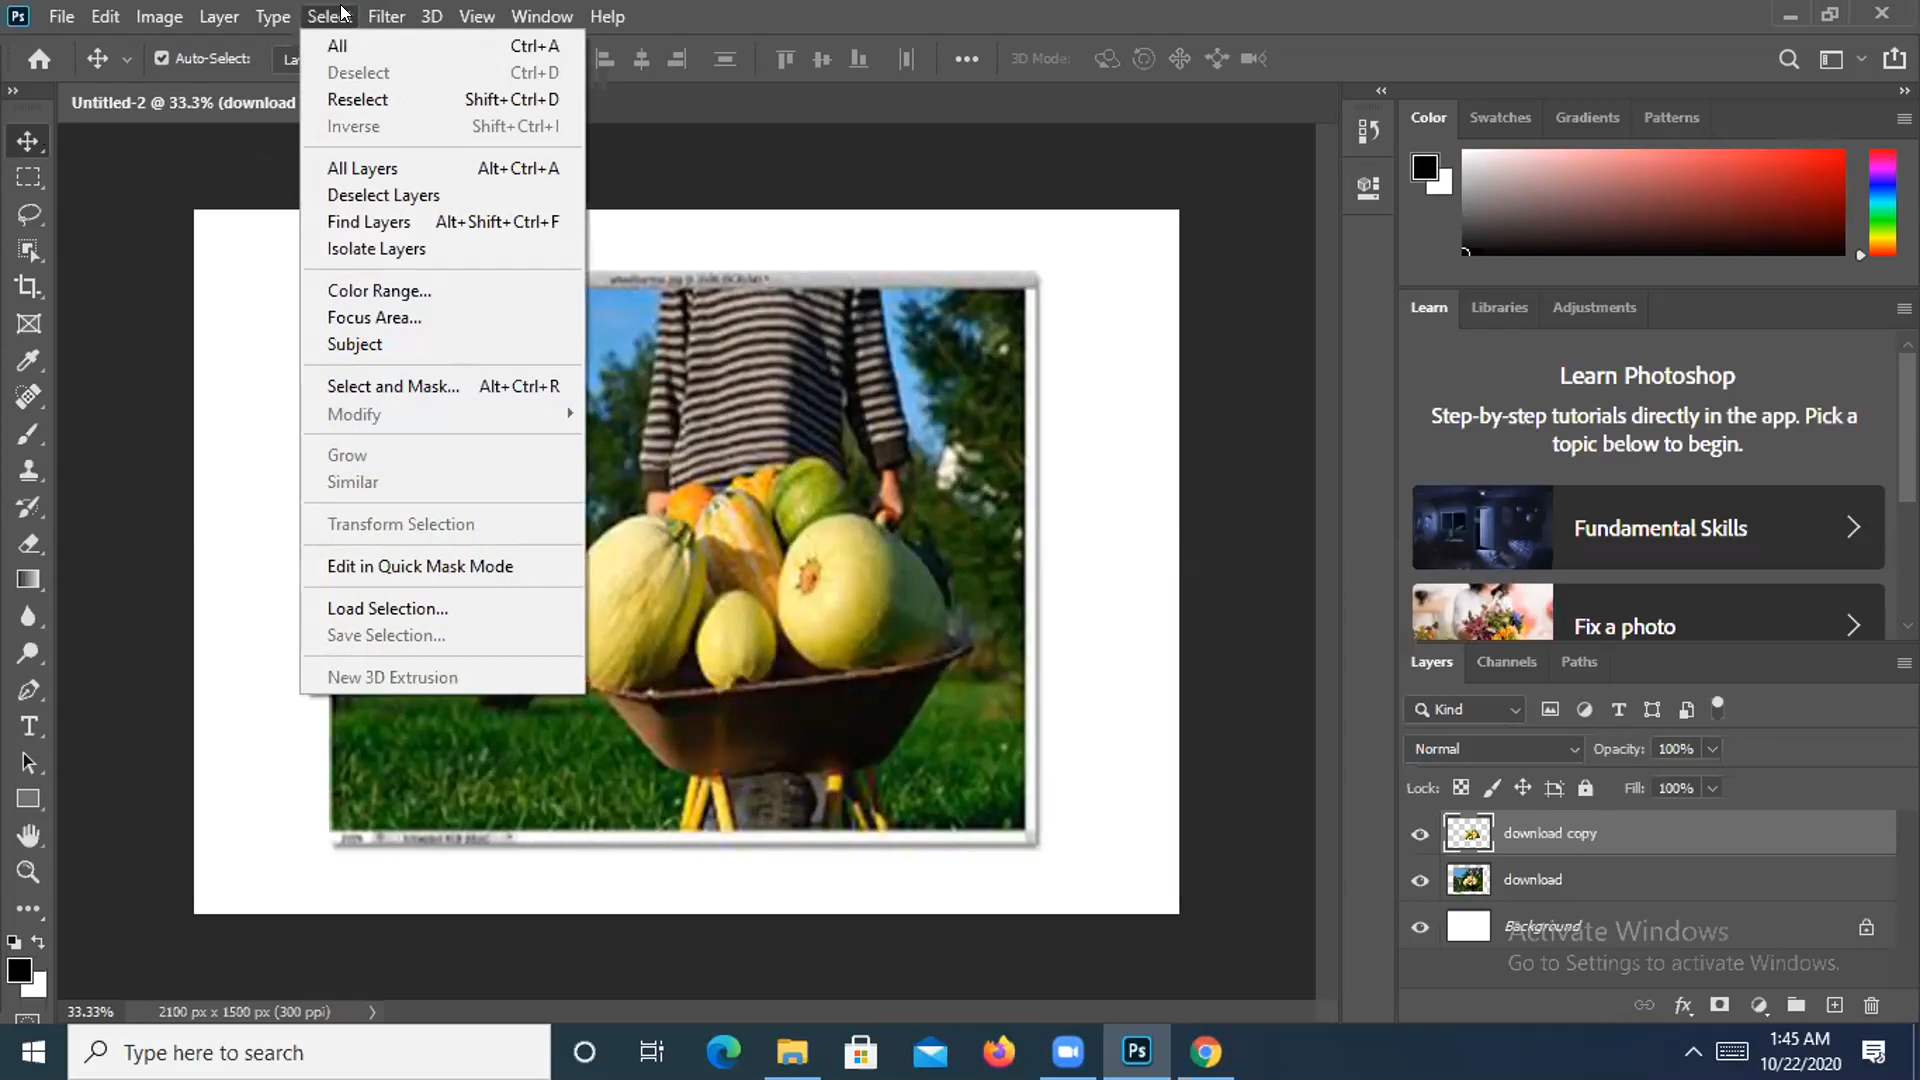 Ps File Edit Image Layer Type Select Filter 3D View Window Help
Auto-Select: 3D Mode:
Untitled-2 @ 33.3% (download
All Ctrl+A
Deselect Ctrl+D
Reselect Shift+Ctrl+D
Inverse Shift+Ctrl+I
All Layers Alt+Ctrl+A
Deselect Layers
Find Layers Alt+Shift+Ctrl+F
Isolate Layers
Color Range...
Focus Area...
Subject
Select and Mask... Alt+Ctrl+R
Modify
Grow
Similar
Transform Selection
Edit in Quick Mask Mode
Load Selection...
Save Selection...
New 3D Extrusion
Color Swatches Gradients Patterns
Learn Libraries Adjustments
Learn Photoshop
Step-by-step tutorials directly in the app. Pick a
topic below to begin.
Fundamental Skills
Fix a photo
Layers Channels Paths
Kind
Normal Opacity: 100%
Lock: Fill: 100%
download copy
download
Background
Activate Windows
Go to Settings to activate Windows.
33.33% 2100 px x 1500 px (300 ppi)
Type here to search
Ps
1:45 AM
10/22/2020